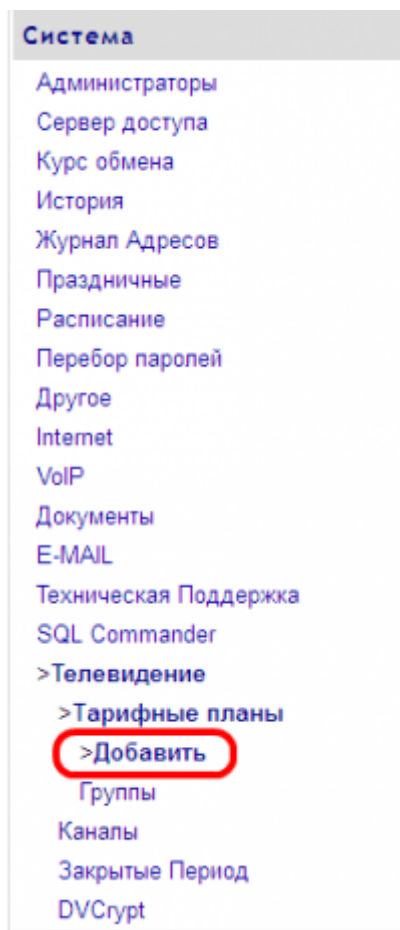 Система
Администраторы
Сервер доступа
Курс обмена
История
Журнал Адресов
Праздничные
Расписание
Перебор паролей
Другое
Internet
VoIP
Документы
E-MAIL
Техническая Поддержка
SQL Commander
>Телевидение
>Тарифные планы
>Добавить
Группы
Каналы
Закрытые Период
DVCrypt